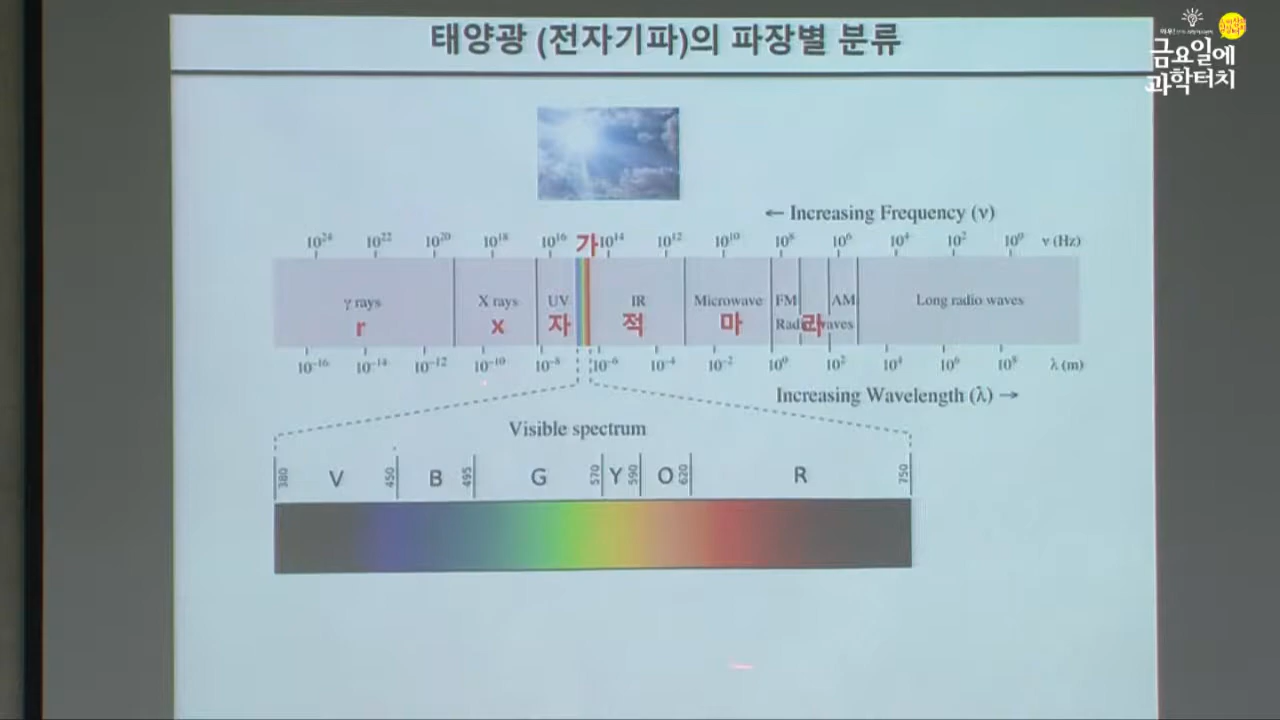 태양광 (전자기파)의 파장별 분류
금요일에
과학터치
← Increasing Frequency (ν)
10²⁴ 10²² 10²⁰ 10¹⁸ 10¹⁶ 가 10¹⁴ 10¹² 10¹⁰ 10⁸ 10⁶ 10⁴ 10² 10⁰ ν (Hz)
γ rays X rays UV IR Microwave FM AM Long radio waves
r x 자 적 마 Radio waves 라
10⁻¹⁶ 10⁻¹⁴ 10⁻¹² 10⁻¹⁰ 10⁻⁸ 10⁻⁶ 10⁻⁴ 10⁻² 10⁰ 10² 10⁴ 10⁶ 10⁸ λ (m)
Increasing Wavelength (λ) →
Visible spectrum
380 V 450 B 495 G 570 Y 590 O 620 R 750